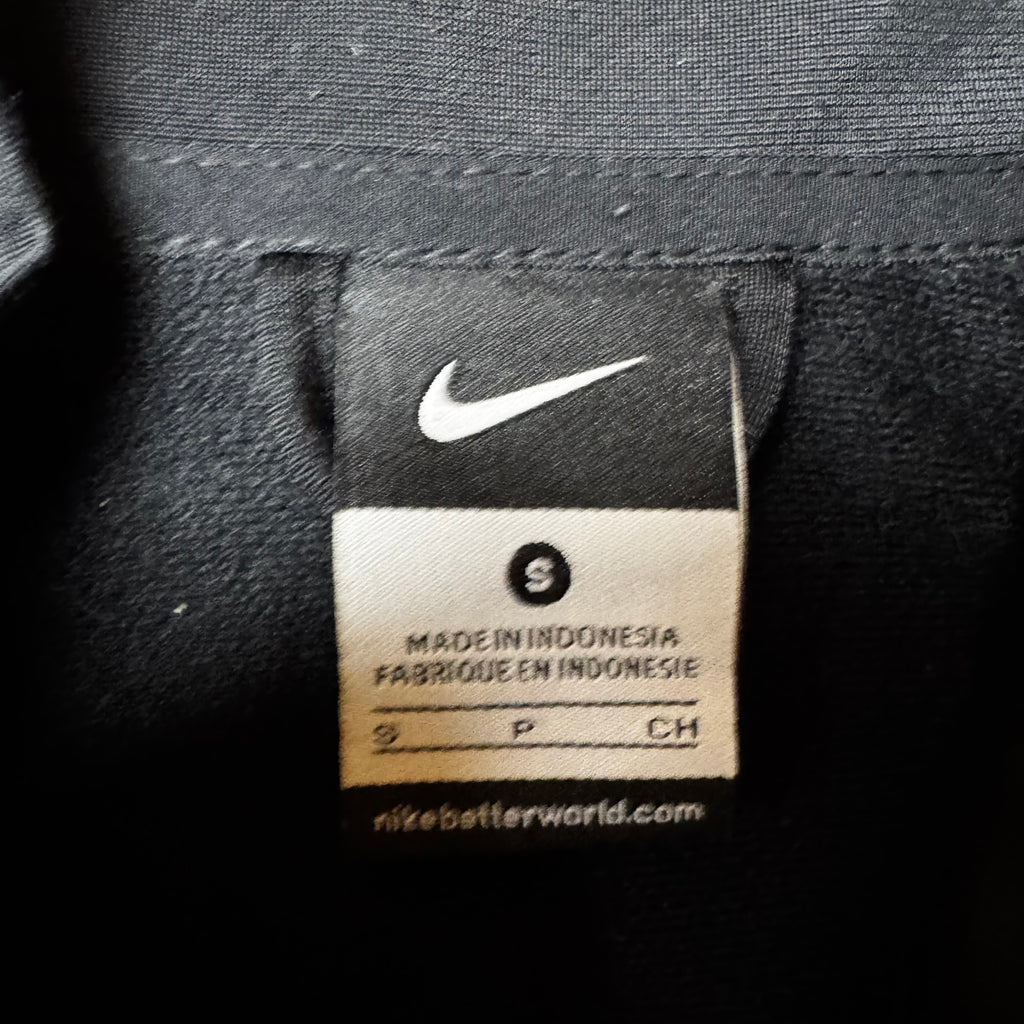 S
MADE IN INDONESIA
FABRIQUE EN INDONESIE
S P CH
nikebetterworld.com